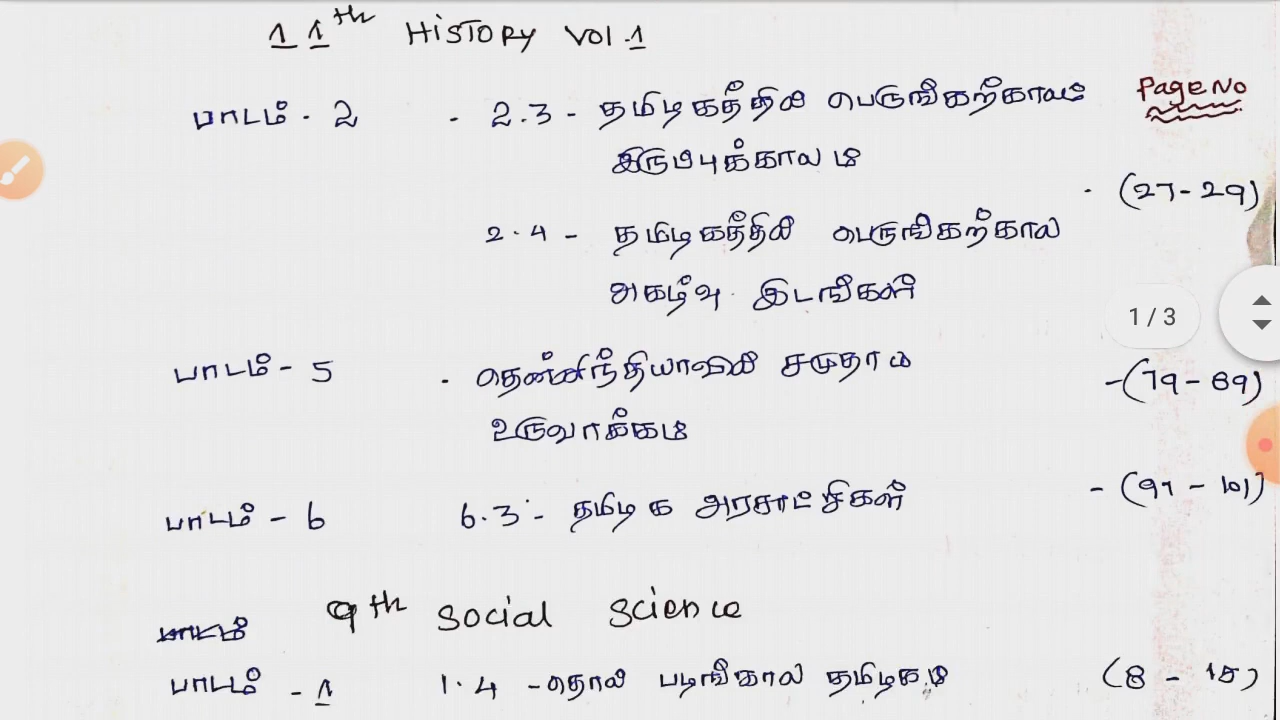 11th HISTORY Vol.1
Page No
பாடம் - 2 - 2.3 - தமிழகத்தில் பெருங்கற்காலம்
இரும்புக்காலம்
- (27-29)
2.4 - தமிழகத்தில் பெருங்கற்கால
அகழ்வு இடங்கள்
1 / 3
பாடம் - 5 - தென்னிந்தியாவில் சமுதாய -(79-89)
உருவாக்கம்
பாடம் - 6 6.3 - தமிழக அரசாட்சிகள் - (97 - 101)
பாடம் 9th Social Science
பாடம் - 1 1.4 - தொல் பழங்கால தமிழகம் (8 - 15)